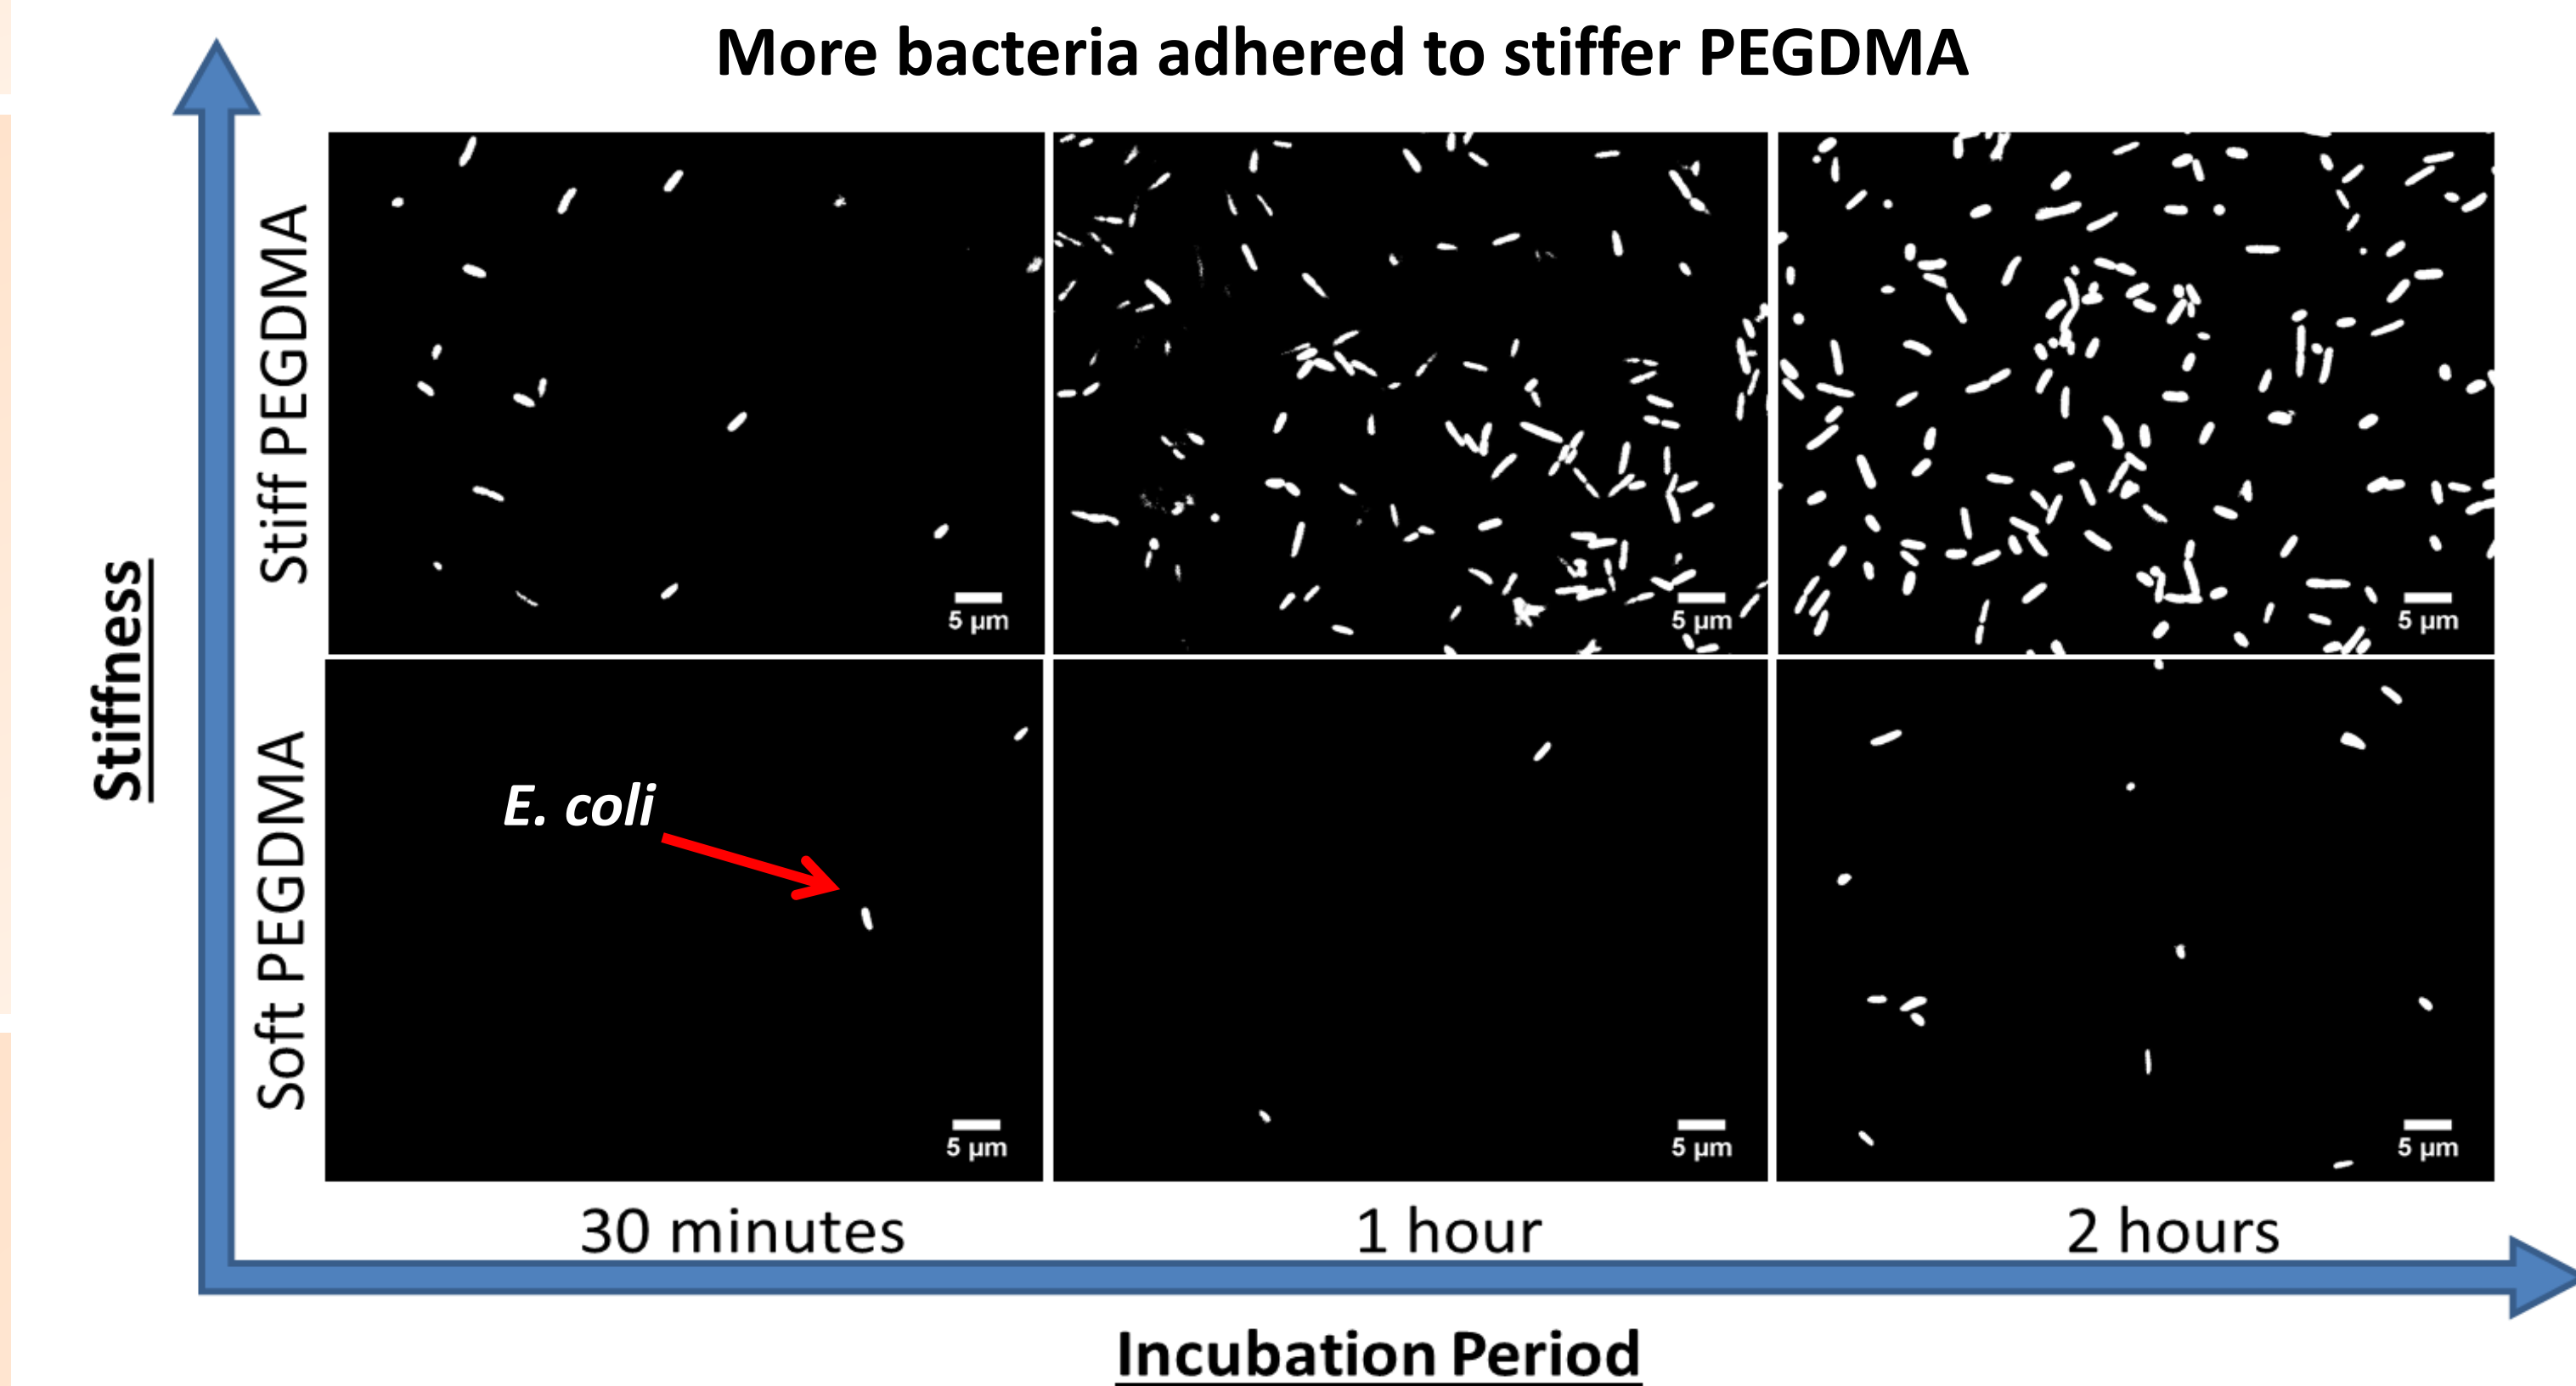 More bacteria adhered to stiffer PEGDMA
Stiffness
Stiff PEGDMA
5 µm
5 µm
5 µm
Soft PEGDMA
E. coli
5 µm
5 µm
5 µm
30 minutes
1 hour
2 hours
Incubation Period